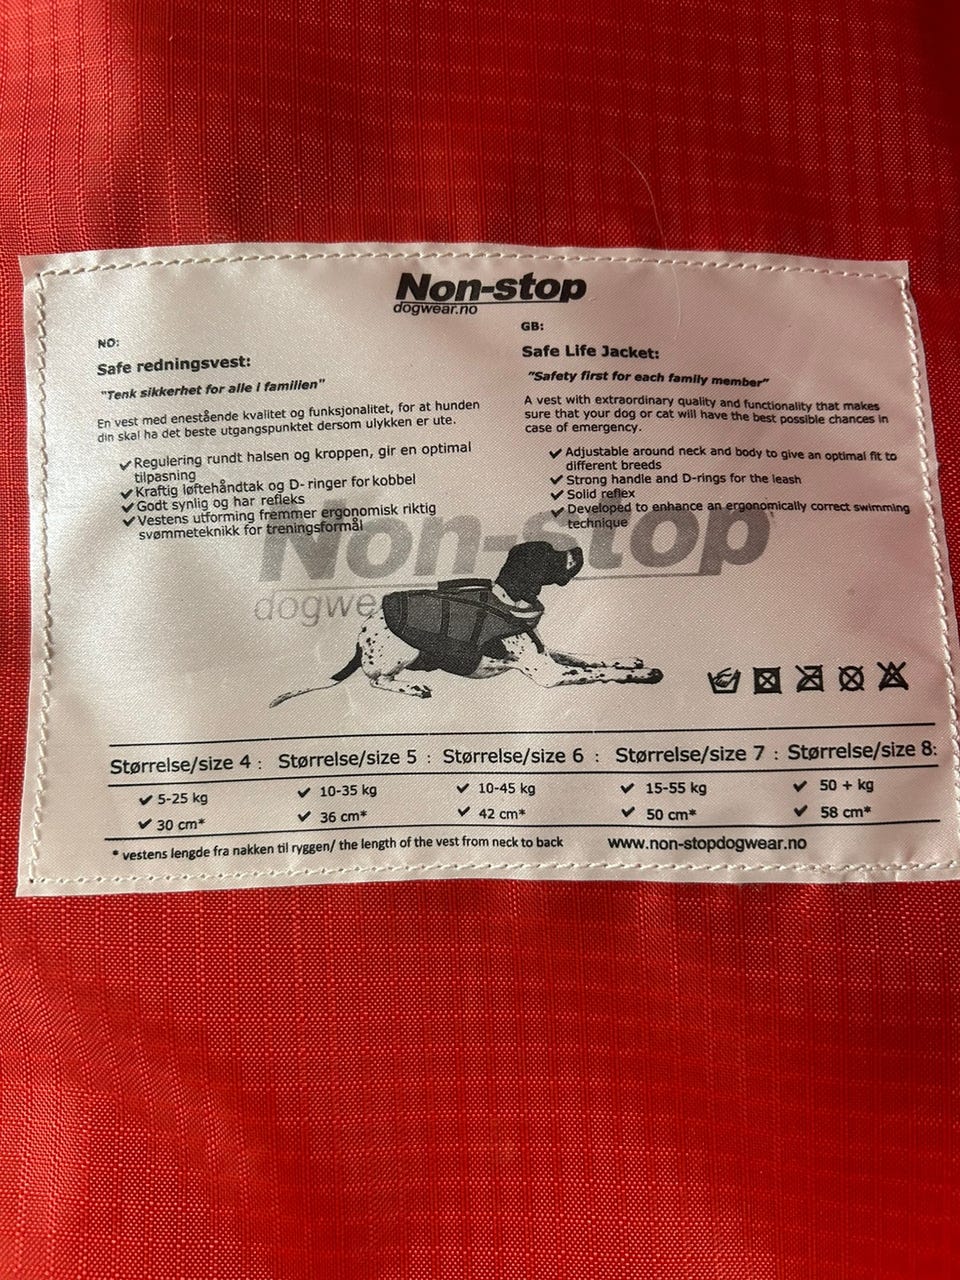 Non-stop
dogwear.no
NO:
Safe redningsvest:
"Tenk sikkerhet for alle i familien"
En vest med enestående kvalitet og funksjonalitet, for at hunden
din skal ha det beste utgangspunktet dersom ulykken er ute.
✔Regulering rundt halsen og kroppen, gir en optimal
tilpasning
✔Kraftig løftehåndtak og D- ringer for kobbel
✔Godt synlig og har refleks
✔Vestens utforming fremmer ergonomisk riktig
svømmeteknikk for treningsformål
GB:
Safe Life Jacket:
"Safety first for each family member"
A vest with extraordinary quality and functionality that makes
sure that your dog or cat will have the best possible chances in
case of emergency.
✔Adjustable around neck and body to give an optimal fit to
different breeds
✔Strong handle and D-rings for the leash
✔Solid reflex
✔Developed to enhance an ergonomically correct swimming
technique
Non-stop
dogwe
Størrelse/size 4 : Størrelse/size 5 : Størrelse/size 6 : Størrelse/size 7 : Størrelse/size 8:
✔ 5-25 kg ✔ 10-35 kg ✔ 10-45 kg ✔ 15-55 kg ✔ 50 + kg
✔ 30 cm* ✔ 36 cm* ✔ 42 cm* ✔ 50 cm* ✔ 58 cm*
* vestens lengde fra nakken til ryggen/ the length of the vest from neck to back www.non-stopdogwear.no